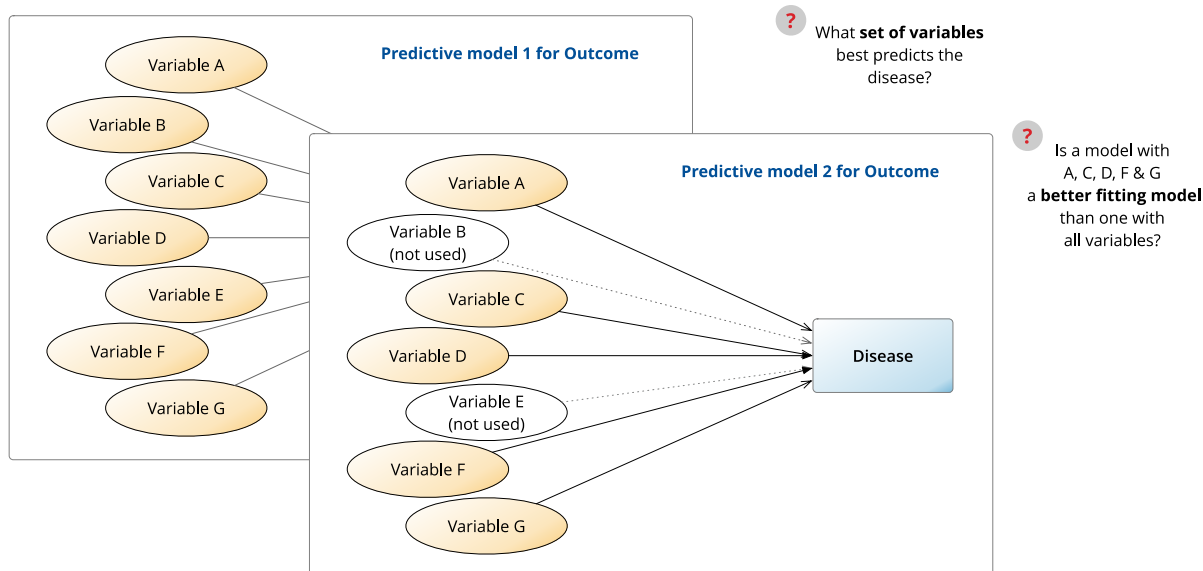 Predictive model 1 for Outcome
Variable A
Variable B
Variable C
Variable D
Variable E
Variable F
Variable G
?
What set of variables
best predicts the
disease?
Predictive model 2 for Outcome
Variable A
Variable B
(not used)
Variable C
Variable D
Variable E
(not used)
Variable F
Variable G
Disease
?
Is a model with
A, C, D, F & G
a better fitting model
than one with
all variables?